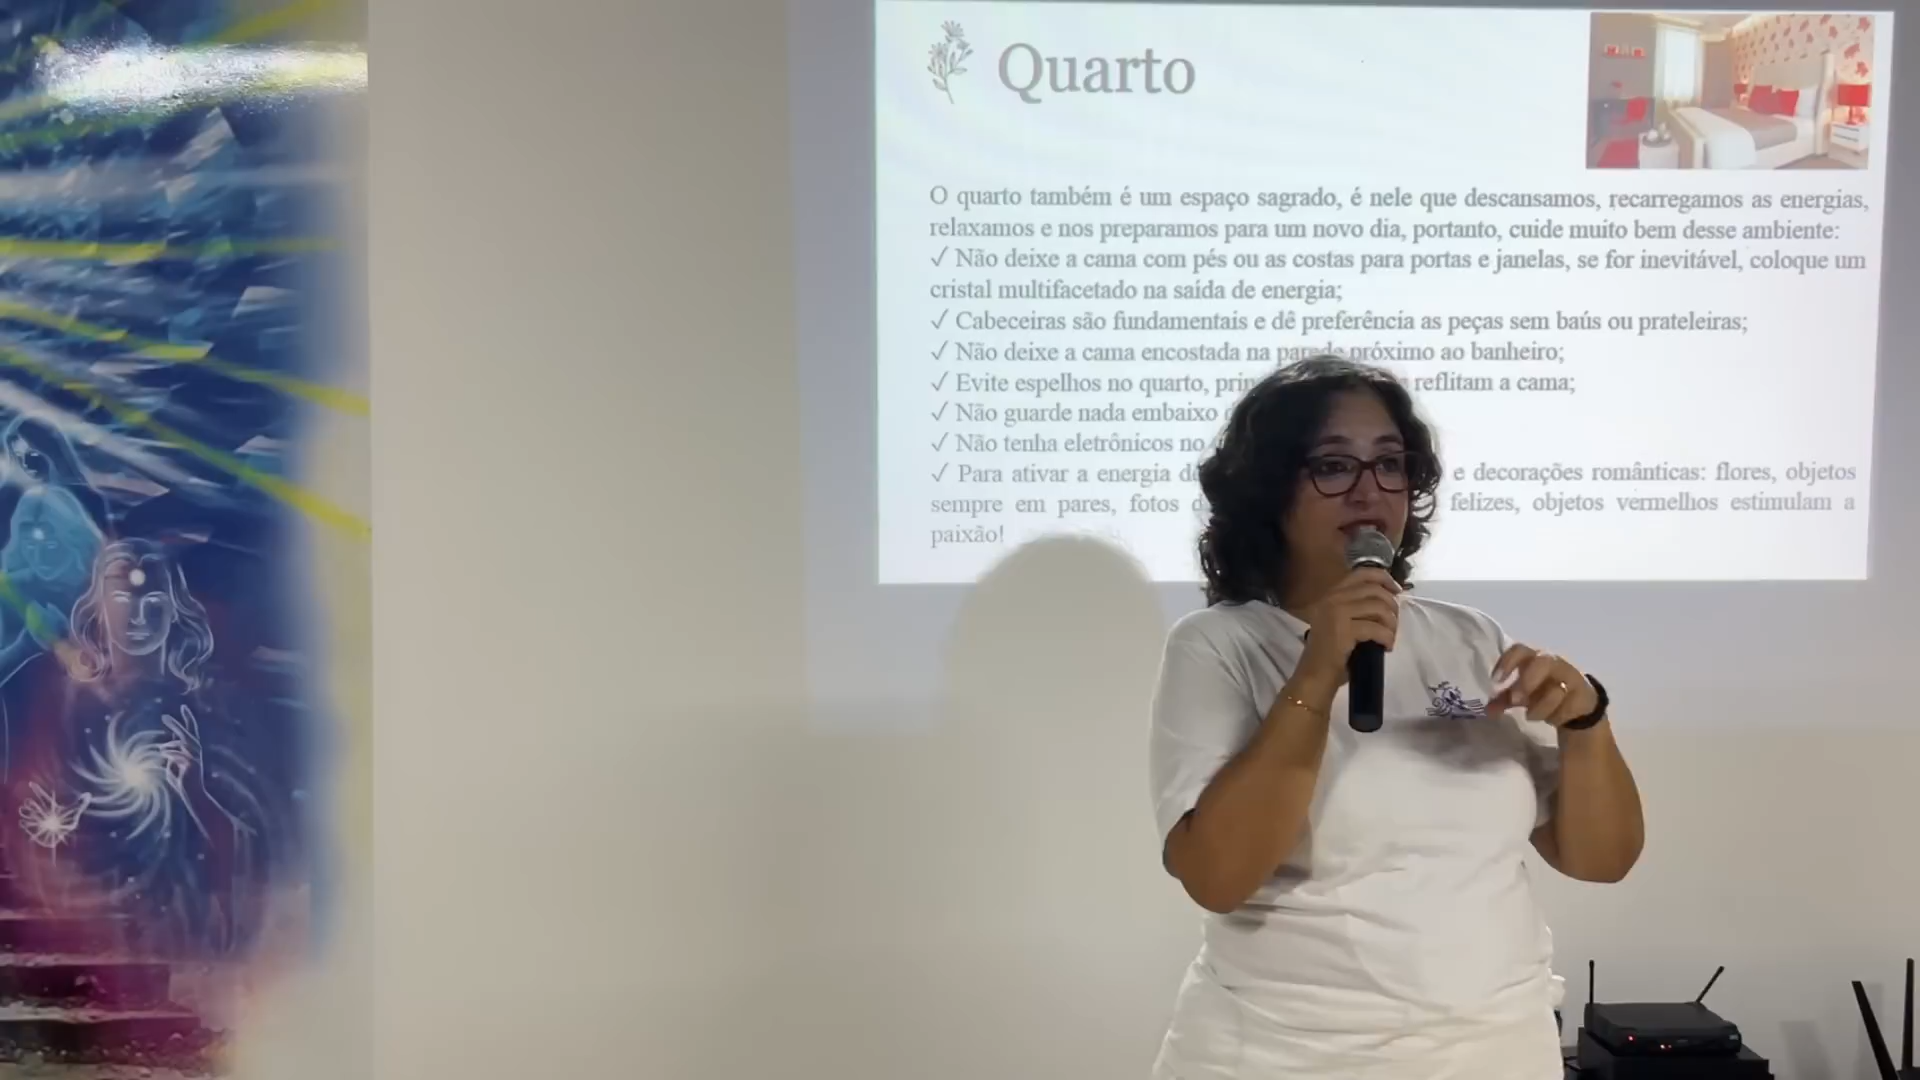 Quarto
O quarto também é um espaço sagrado, é nele que descansamos, recarregamos as energias,
relaxamos e nos preparamos para um novo dia, portanto, cuide muito bem desse ambiente:
✓ Não deixe a cama com pés ou as costas para portas e janelas, se for inevitável, coloque um
cristal multifacetado na saída de energia;
✓ Cabeceiras são fundamentais e dê preferência as peças sem baús ou prateleiras;
✓ Não deixe a cama encostada na parede próximo ao banheiro;
✓ Evite espelhos no quarto, reflitam a cama;
✓ Não guarde nada embaixo
✓ Não tenha eletrônicos no
✓ Para ativar a energia e decorações românticas: flores, objetos
sempre em pares, fotos felizes, objetos vermelhos estimulam a
paixão!